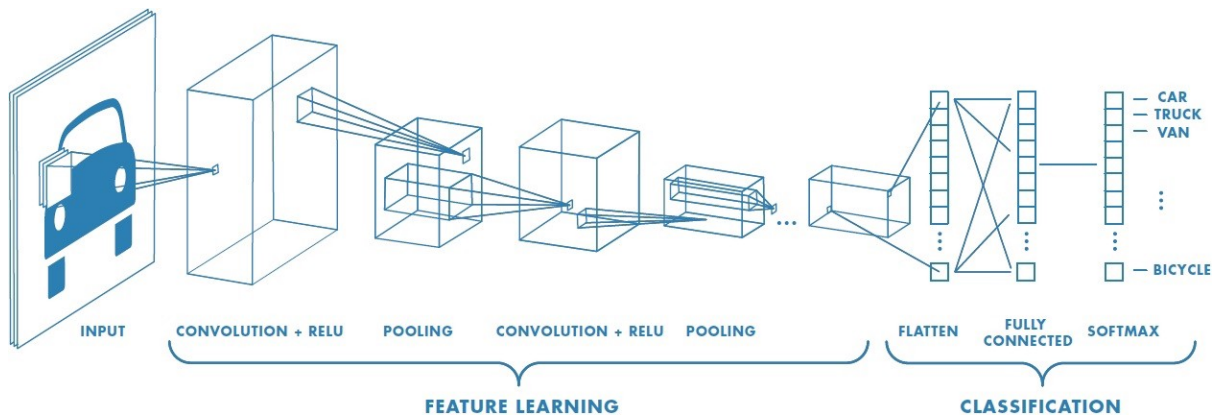 CAR
TRUCK
VAN
BICYCLE
INPUT
CONVOLUTION + RELU
POOLING
CONVOLUTION + RELU
POOLING
FLATTEN
FULLY
CONNECTED
SOFTMAX
FEATURE LEARNING
CLASSIFICATION